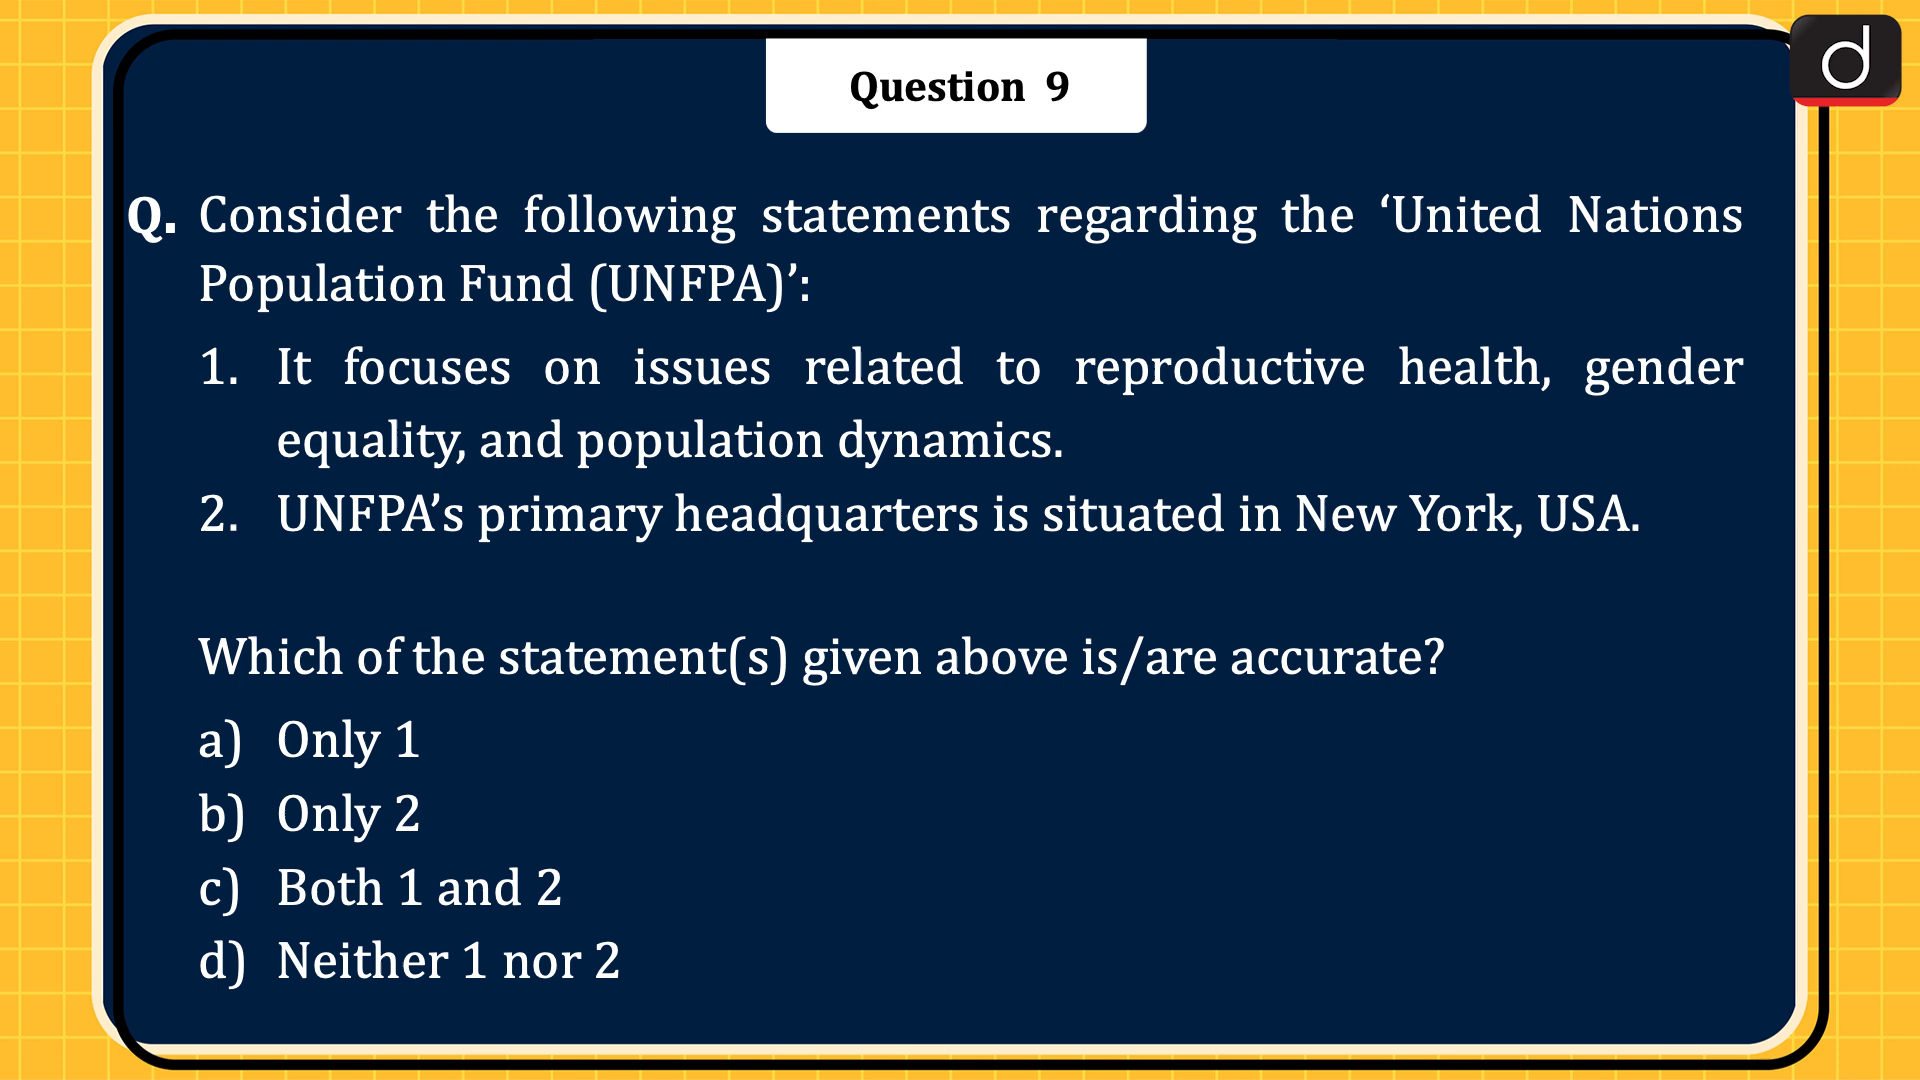 Question 9
Q. Consider the following statements regarding the ‘United Nations
Population Fund (UNFPA)’:
1. It focuses on issues related to reproductive health, gender
equality, and population dynamics.
2. UNFPA’s primary headquarters is situated in New York, USA.
Which of the statement(s) given above is/are accurate?
a) Only 1
b) Only 2
c) Both 1 and 2
d) Neither 1 nor 2
d